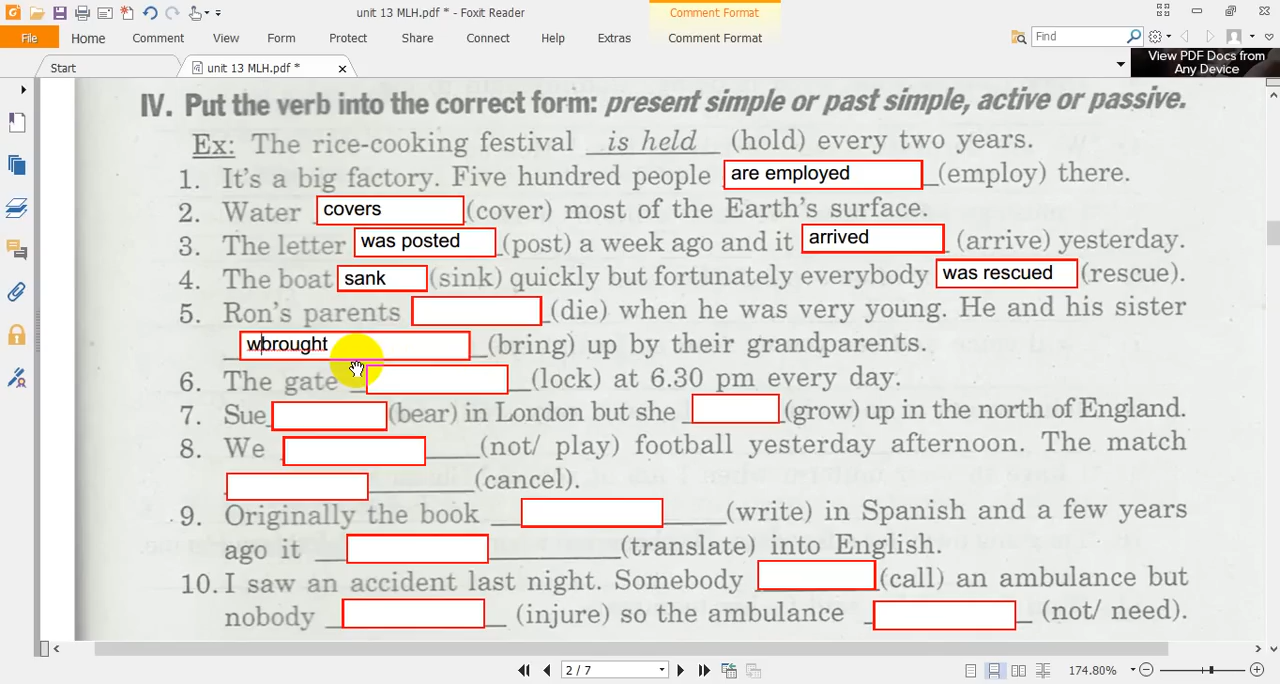 unit 13 MLH.pdf * - Foxit Reader
Comment Format
File Home Comment View Form Protect Share Connect Help Extras Comment Format Find
Start unit 13 MLH.pdf *
View PDF Docs from
Any Device
IV. Put the verb into the correct form: present simple or past simple, active or passive.
Ex: The rice-cooking festival is held (hold) every two years.
1. It's a big factory. Five hundred people are employed (employ) there.
2. Water covers (cover) most of the Earth's surface.
3. The letter was posted (post) a week ago and it arrived (arrive) yesterday.
4. The boat sank (sink) quickly but fortunately everybody was rescued (rescue).
5. Ron's parents (die) when he was very young. He and his sister
wbrought (bring) up by their grandparents.
6. The gate (lock) at 6.30 pm every day.
7. Sue (bear) in London but she (grow) up in the north of England.
8. We (not/ play) football yesterday afternoon. The match
(cancel).
9. Originally the book (write) in Spanish and a few years
ago it (translate) into English.
10. I saw an accident last night. Somebody (call) an ambulance but
nobody (injure) so the ambulance (not/ need).
2 / 7 174.80%